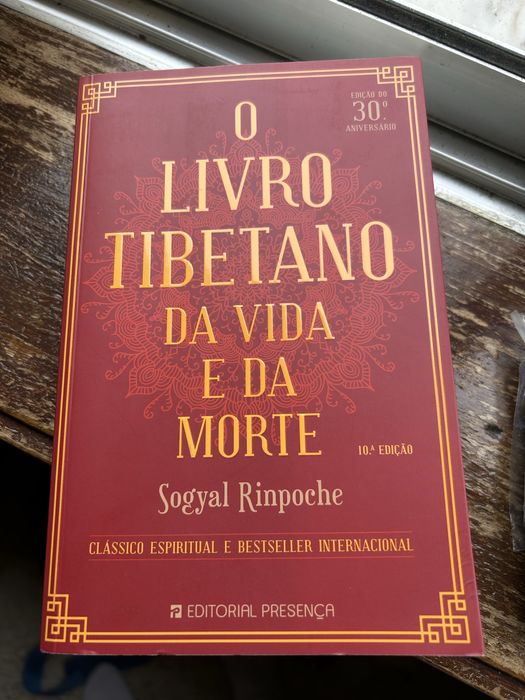 EDIÇÃO DO
30.º
ANIVERSÁRIO
O
LIVRO
TIBETANO
DA VIDA
E DA
MORTE
10.ª EDIÇÃO
Sogyal Rinpoche
CLÁSSICO ESPIRITUAL E BESTSELLER INTERNACIONAL
EDITORIAL PRESENÇA